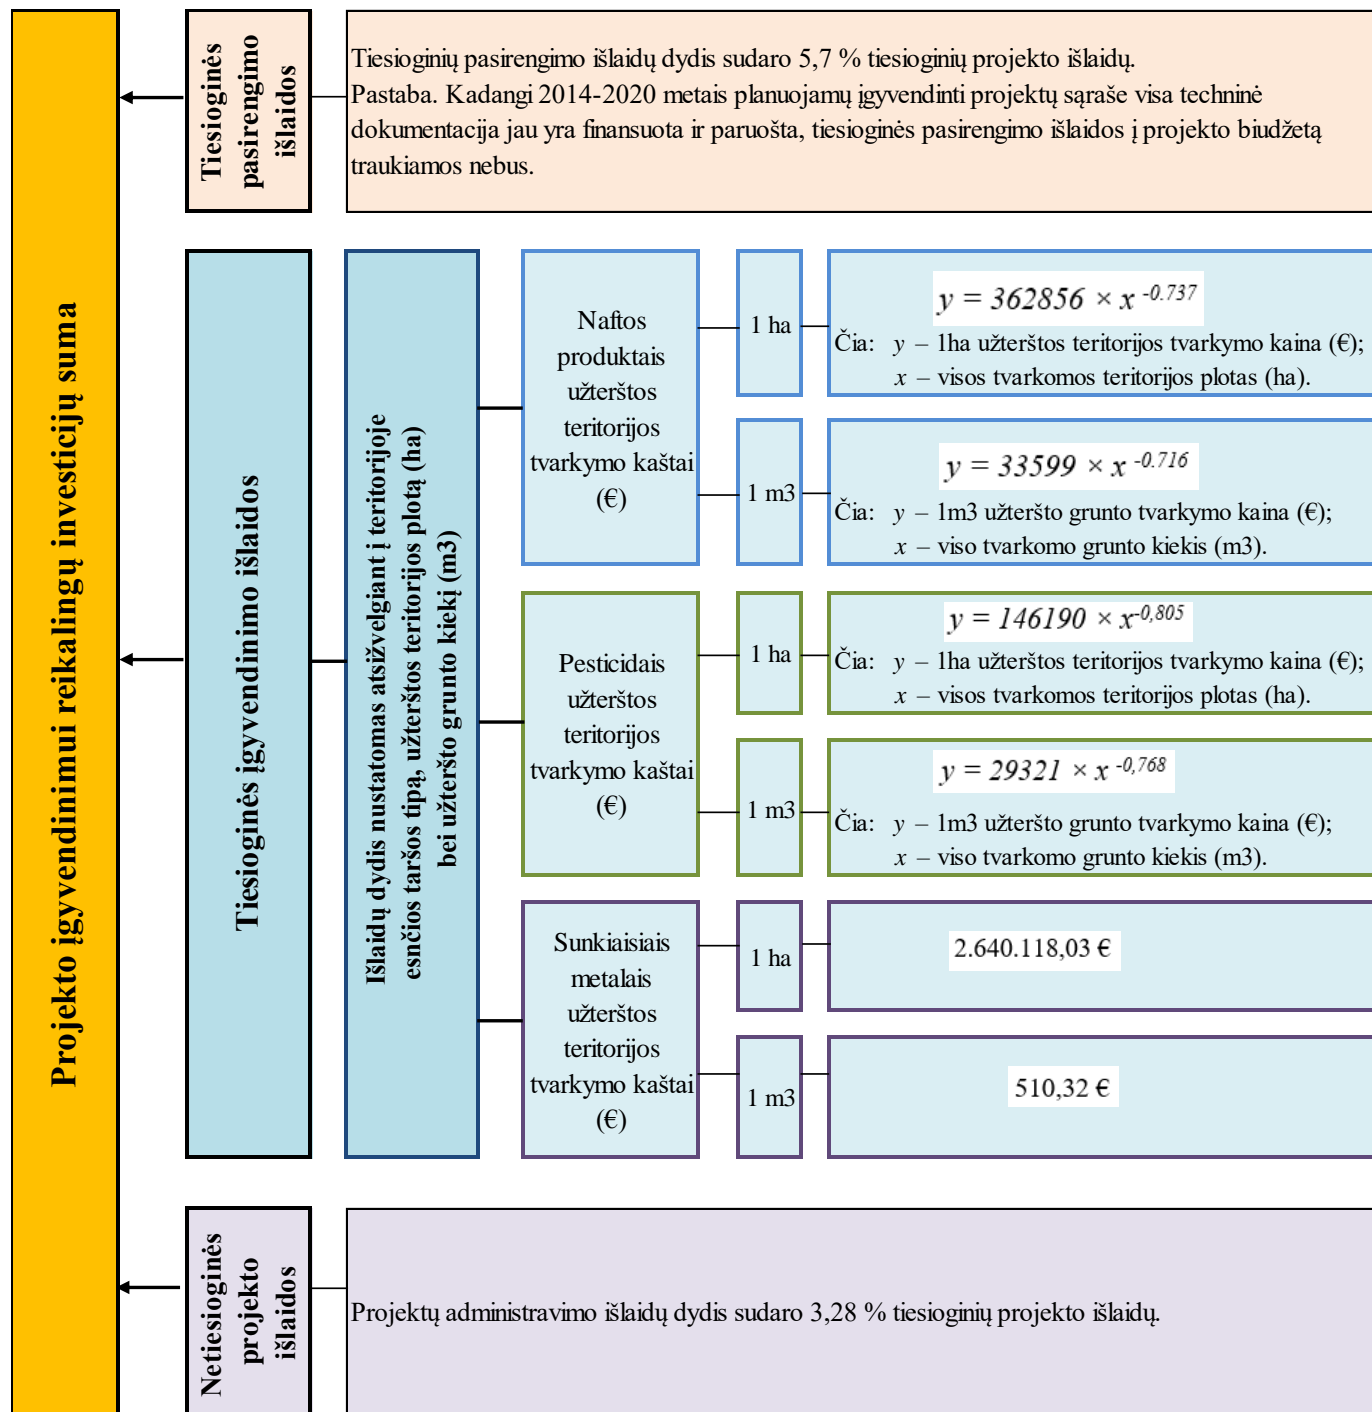 Projekto įgyvendinimui reikalingų investicijų suma
Tiesioginės
pasirengimo
išlaidos
Tiesioginių pasirengimo išlaidų dydis sudaro 5,7 % tiesioginių projekto išlaidų.
Pastaba. Kadangi 2014-2020 metais planuojamų įgyvendinti projektų sąraše visa techninė
dokumentacija jau yra finansuota ir paruošta, tiesioginės pasirengimo išlaidos į projekto biudžetą
traukiamos nebus.
Tiesioginės įgyvendinimo išlaidos
Išlaidų dydis nustatomas atsižvelgiant į teritorijoje
esnčios taršos tipą, užterštos teritorijos plotą (ha)
bei užteršto grunto kiekį (m3)
Naftos
produktais
užterštos
teritorijos
tvarkymo kaštai
(€)
1 ha
y = 362856 × x -0.737
Čia: y – 1ha užterštos teritorijos tvarkymo kaina (€);
x – visos tvarkomos teritorijos plotas (ha).
1 m3
y = 33599 × x -0.716
Čia: y – 1m3 užteršto grunto tvarkymo kaina (€);
x – viso tvarkomo grunto kiekis (m3).
Pesticidais
užterštos
teritorijos
tvarkymo kaštai
(€)
1 ha
y = 146190 × x-0,805
Čia: y – 1ha užterštos teritorijos tvarkymo kaina (€);
x – visos tvarkomos teritorijos plotas (ha).
1 m3
y = 29321 × x -0,768
Čia: y – 1m3 užteršto grunto tvarkymo kaina (€);
x – viso tvarkomo grunto kiekis (m3).
Sunkiaisiais
metalais
užterštos
teritorijos
tvarkymo kaštai
(€)
1 ha
2.640.118,03 €
1 m3
510,32 €
Netiesioginės
projekto
išlaidos
Projektų administravimo išlaidų dydis sudaro 3,28 % tiesioginių projekto išlaidų.